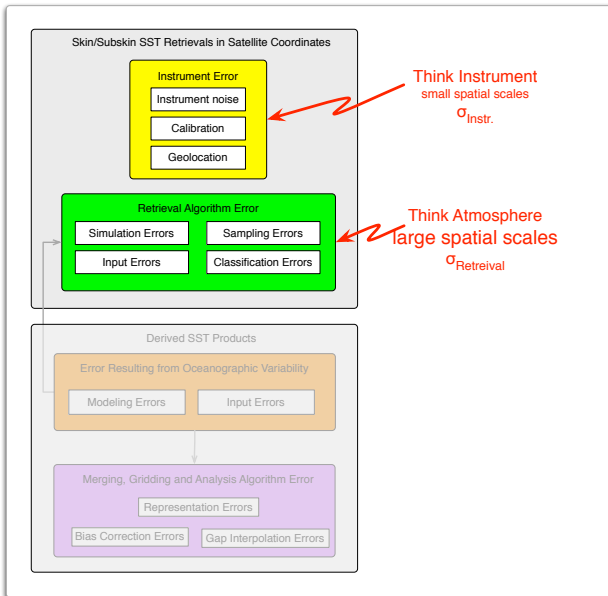 Skin/Subskin SST Retrievals in Satellite Coordinates
Instrument Error
Instrument noise
Calibration
Geolocation
Think Instrument
small spatial scales
σInstr.
Retrieval Algorithm Error
Simulation Errors
Sampling Errors
Input Errors
Classification Errors
Think Atmosphere
large spatial scales
σRetreival
Derived SST Products
Error Resulting from Oceanographic Variability
Modeling Errors
Input Errors
Merging, Gridding and Analysis Algorithm Error
Representation Errors
Bias Correction Errors
Gap Interpolation Errors